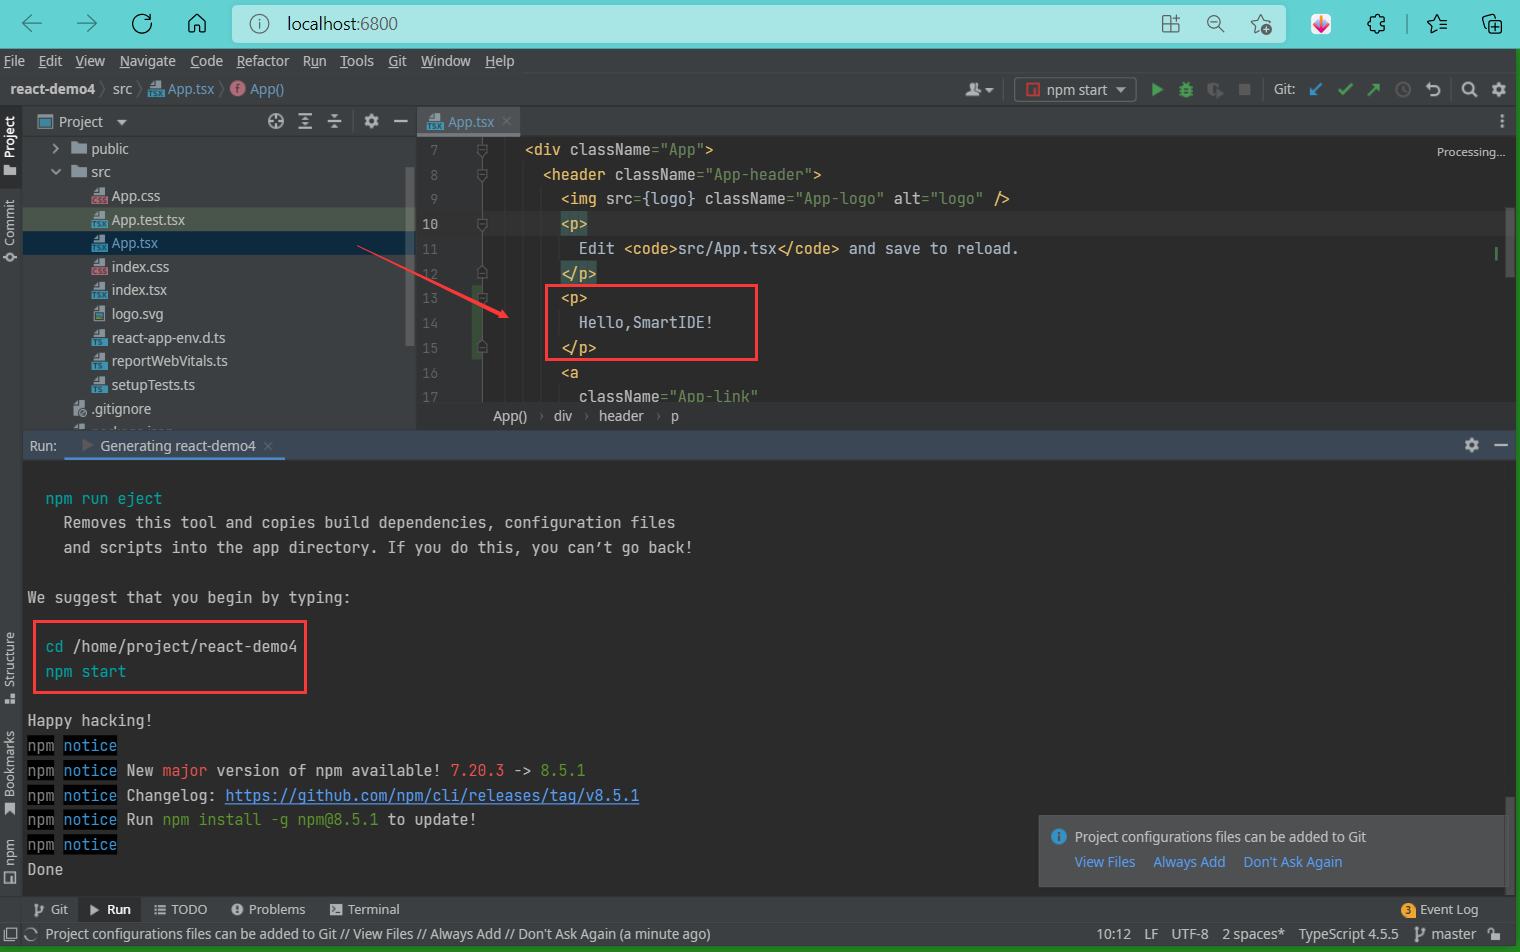 localhost:6800
File Edit View Navigate Code Refactor Run Tools Git Window Help
react-demo4 src App.tsx App()
npm start Git:
Project
Project
Commit
public
src
App.css
App.test.tsx
App.tsx
index.css
index.tsx
logo.svg
react-app-env.d.ts
reportWebVitals.ts
setupTests.ts
.gitignore
App.tsx
Processing...
7 <div className="App">
8 <header className="App-header">
9 <img src={logo} className="App-logo" alt="logo" />
10 <p>
11 Edit <code>src/App.tsx</code> and save to reload.
12 </p>
13 <p>
14 Hello,SmartIDE!
15 </p>
16 <a
17 className="App-link"
App() div header p
Run: Generating react-demo4
npm run eject
Removes this tool and copies build dependencies, configuration files
and scripts into the app directory. If you do this, you can’t go back!
We suggest that you begin by typing:
cd /home/project/react-demo4
npm start
Happy hacking!
npm notice
npm notice New major version of npm available! 7.20.3 -> 8.5.1
npm notice Changelog: https://github.com/npm/cli/releases/tag/v8.5.1
npm notice Run npm install -g npm@8.5.1 to update!
npm notice
Done
Structure
Bookmarks
npm
Project configurations files can be added to Git
View Files Always Add Don't Ask Again
Git Run TODO Problems Terminal
3 Event Log
Project configurations files can be added to Git // View Files // Always Add // Don't Ask Again (a minute ago)
10:12 LF UTF-8 2 spaces* TypeScript 4.5.5 master